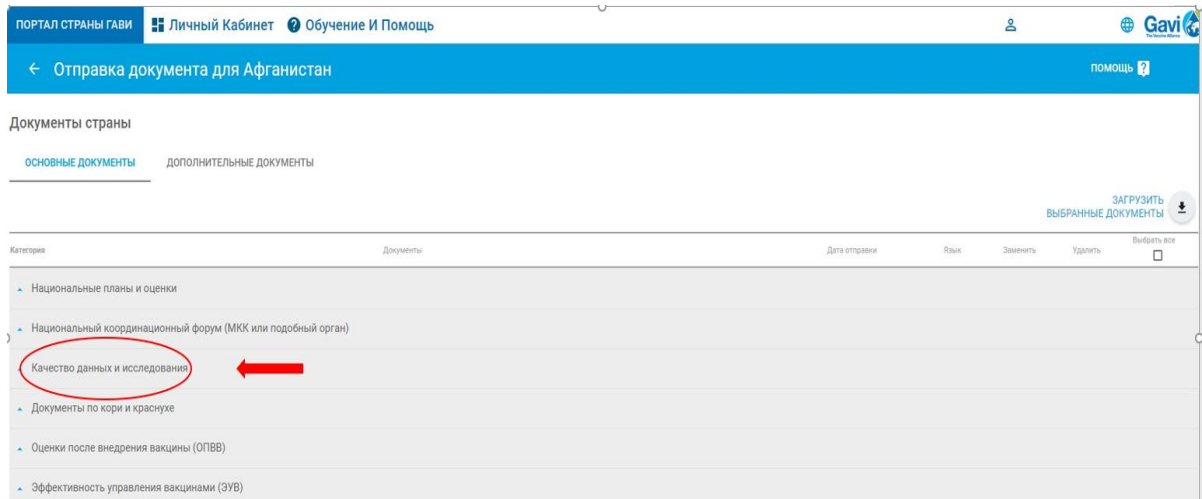 ПОРТАЛ СТРАНЫ ГАВИ Личный Кабинет Обучение И Помощь Gavi
The Vaccine Alliance
← Отправка документа для Афганистан ПОМОЩЬ ?
Документы страны
ОСНОВНЫЕ ДОКУМЕНТЫ ДОПОЛНИТЕЛЬНЫЕ ДОКУМЕНТЫ
ЗАГРУЗИТЬ
ВЫБРАННЫЕ ДОКУМЕНТЫ
Категория Документы Дата отправки Язык Заменить Удалить Выбрать все
Национальные планы и оценки
Национальный координационный форум (МКК или подобный орган)
Качество данных и исследования
Документы по кори и краснухе
Оценки после внедрения вакцины (ОПВВ)
Эффективность управления вакцинами (ЭУВ)